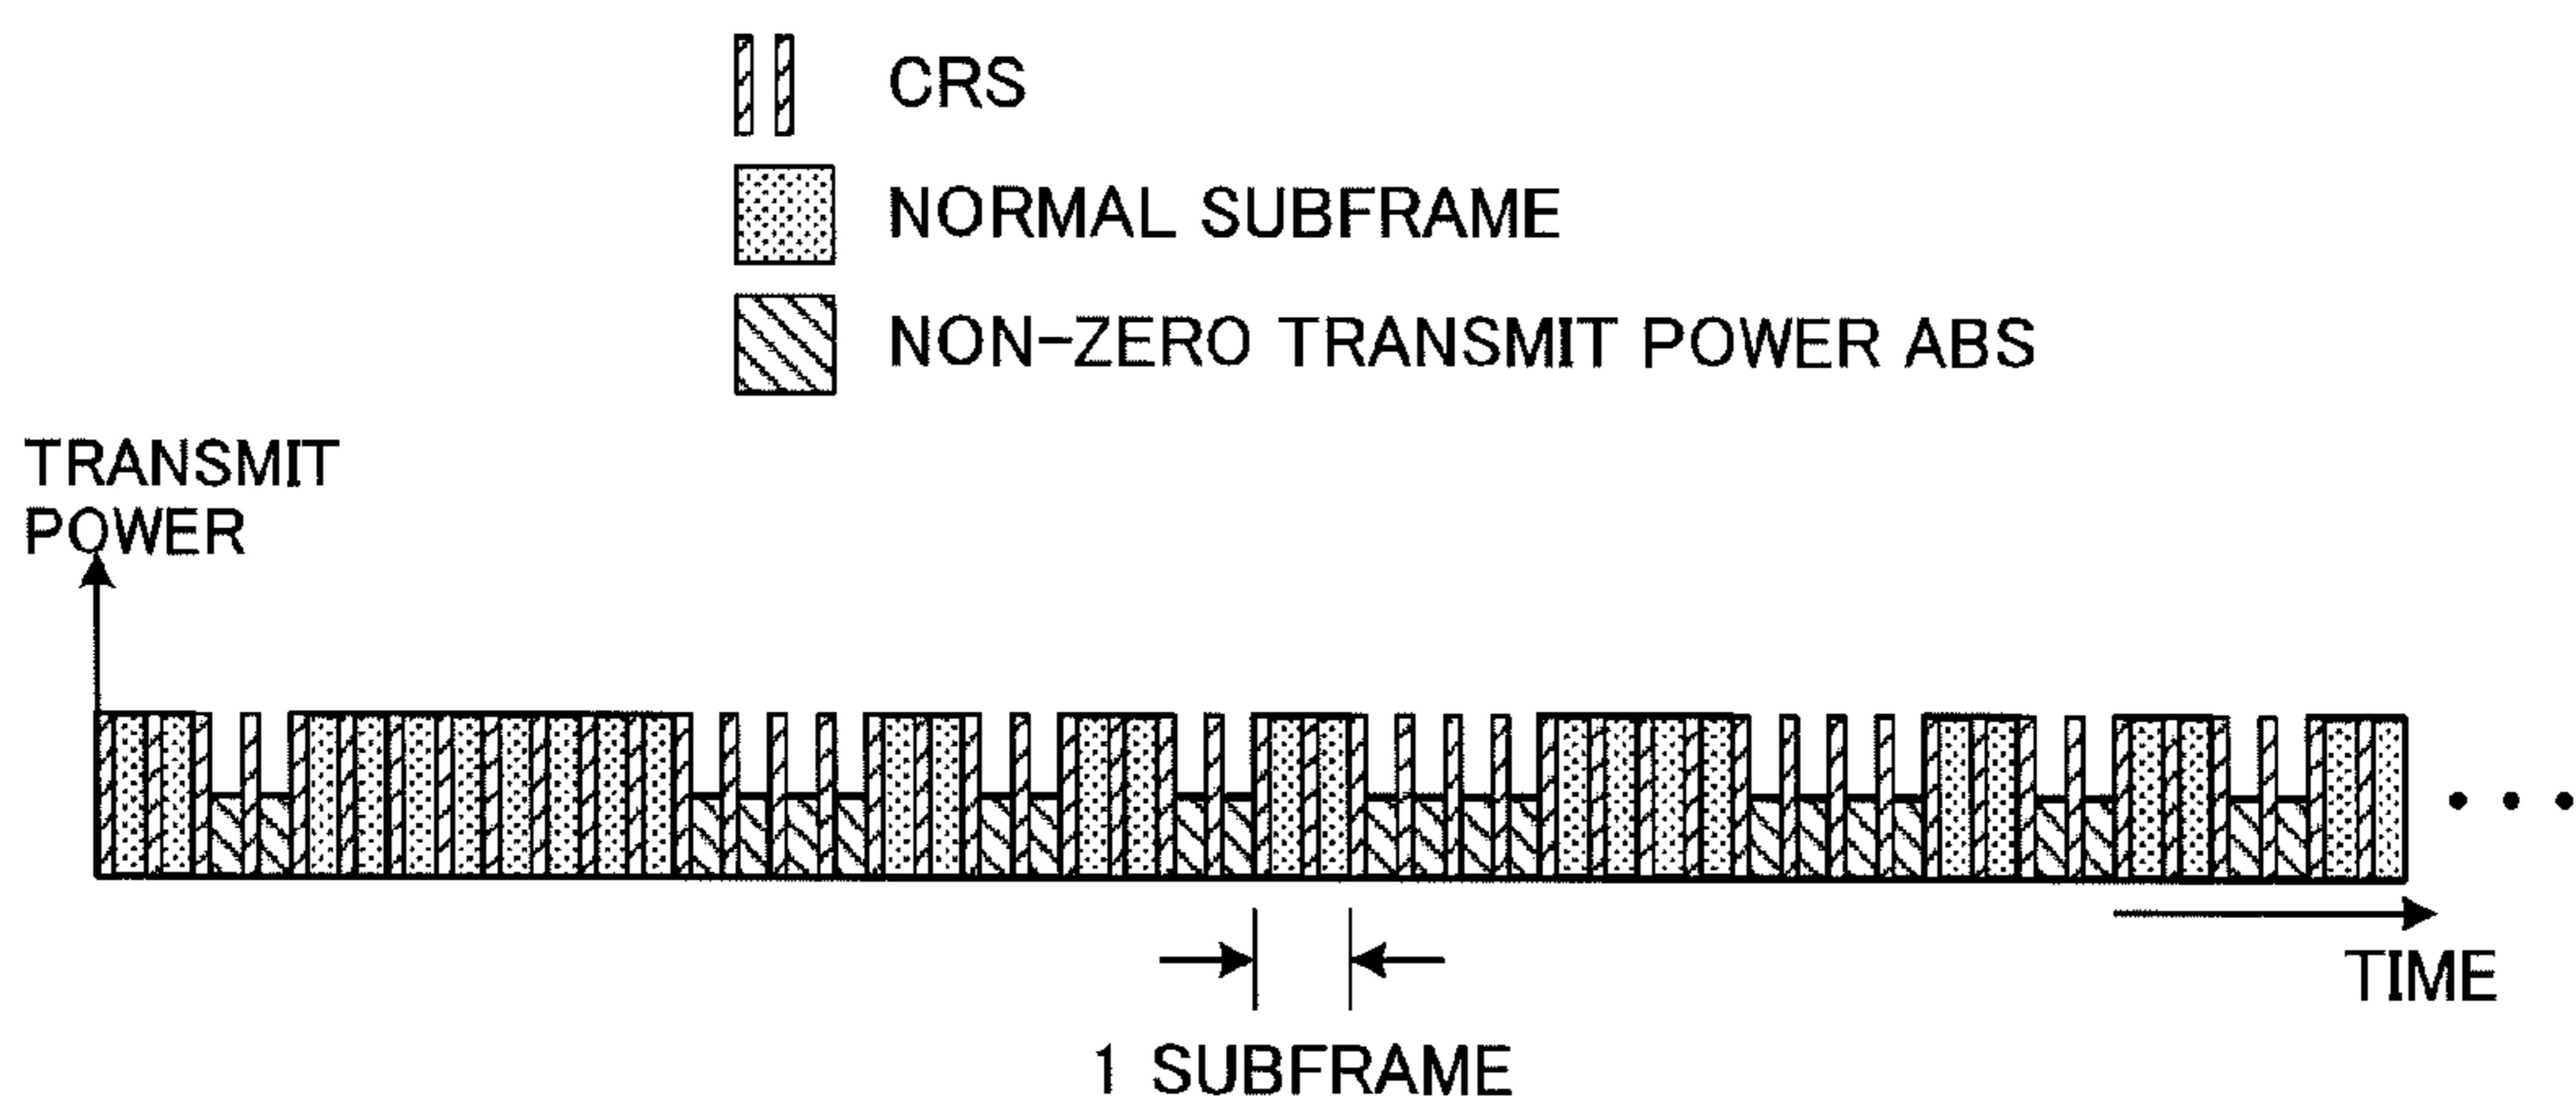 CRS
NORMAL SUBFRAME
NON-ZERO TRANSMIT POWER ABS
TRANSMIT
POWER
TIME
1 SUBFRAME